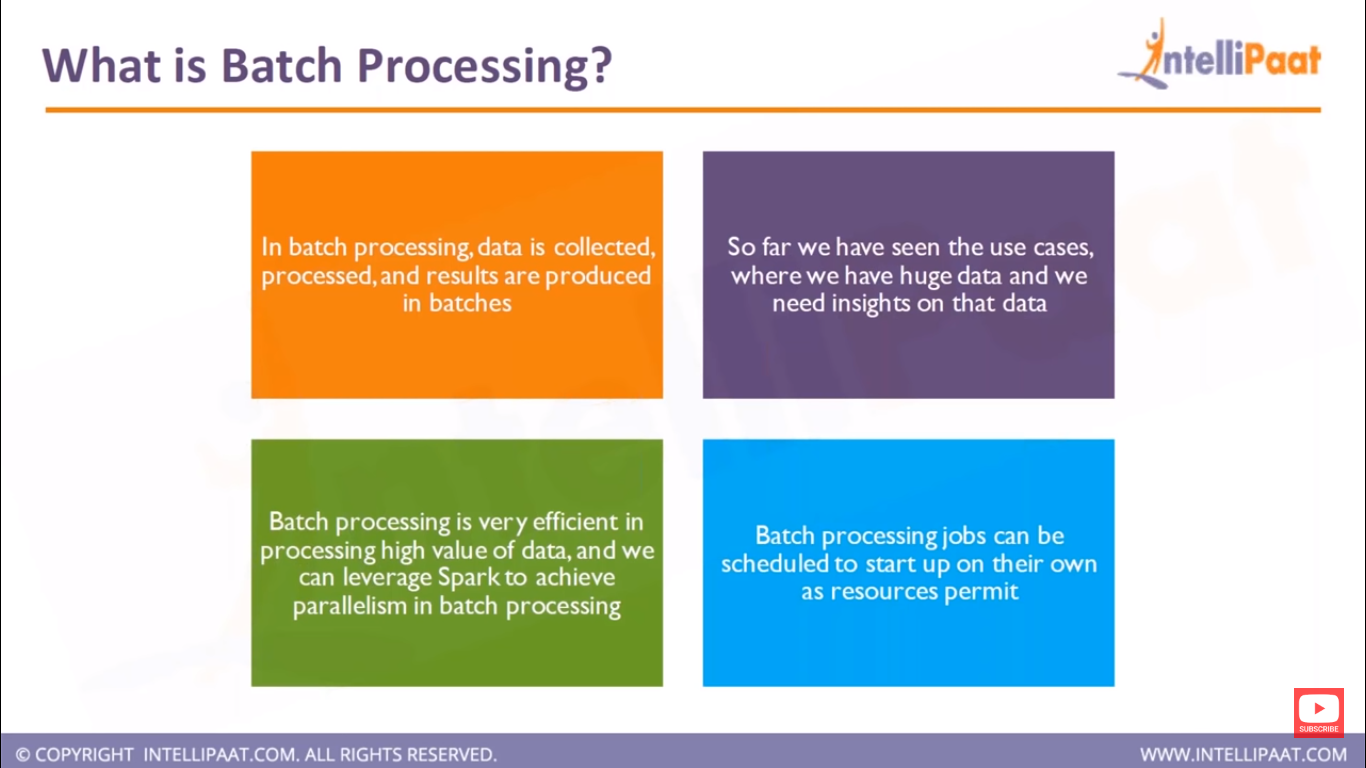 What is Batch Processing?
IntelliPaat
In batch processing, data is collected,
processed, and results are produced
in batches
So far we have seen the use cases,
where we have huge data and we
need insights on that data
Batch processing is very efficient in
processing high value of data, and we
can leverage Spark to achieve
parallelism in batch processing
Batch processing jobs can be
scheduled to start up on their own
as resources permit
SUBSCRIBE
© COPYRIGHT INTELLIPAAT.COM. ALL RIGHTS RESERVED.
WWW.INTELLIPAAT.COM